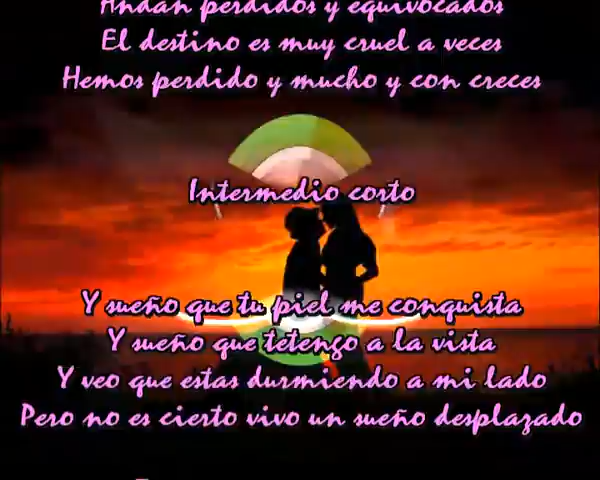 Andan perdidos y equivocados
El destino es muy cruel a veces
Hemos perdido y mucho y con creces
Intermedio corto
Y sueño que tu piel me conquista
Y sueño que tetengo a la vista
Y veo que estas durmiendo a mi lado
Pero no es cierto vivo un sueño desplazado